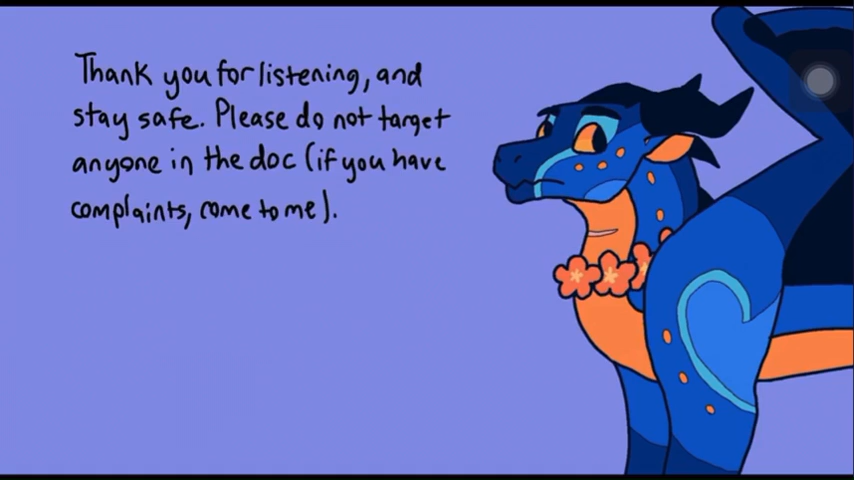 Thank you for listening, and
stay safe. Please do not target
anyone in the doc (if you have
complaints, come to me).